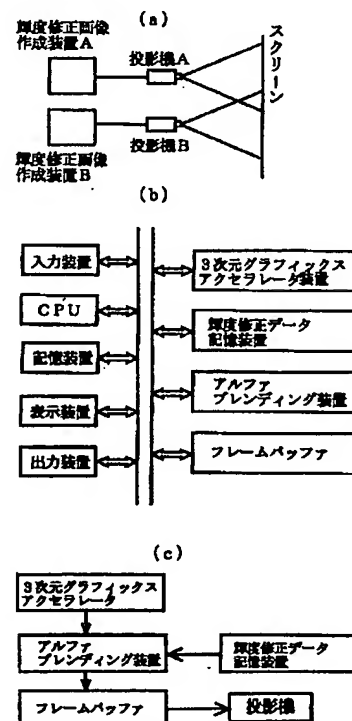 (a)
輝度修正画像
作成装置A
投影機A
スクリーン
輝度修正画像
作成装置B
投影機B
(b)
入力装置
CPU
記憶装置
表示装置
出力装置
3次元グラフィックス
アクセラレータ装置
輝度修正データ
記憶装置
アルファ
ブレンディング装置
フレームバッファ
(c)
3次元グラフィックス
アクセラレータ
アルファ
ブレンディング装置
輝度修正データ
記憶装置
フレームバッファ
投影機